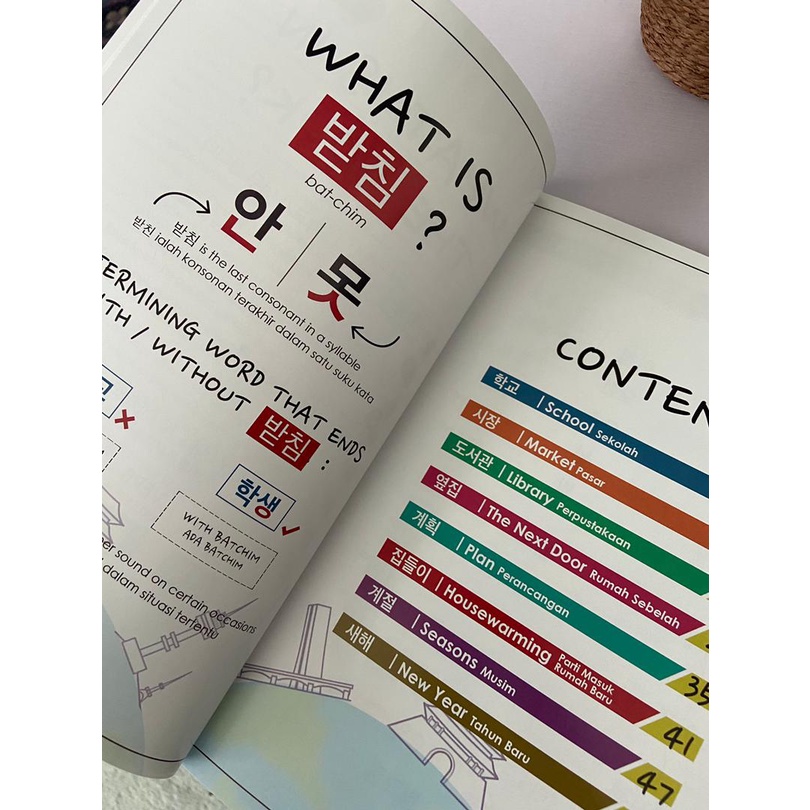 WHAT IS
받침 ?
bat-chim
안 못
받침 is the last consonant in a syllable
받친 ialah konsonan terakhir dalam satu suku kata
TERMINING WORD THAT ENDS
WITH / WITHOUT 받침 :
학생
WITH BATCHIM
ADA BATCHIM
sound on certain occasions
dalam situasi tertentu
CONTEN
학교 | School Sekolah
시장 | Market Pasar
도서관 | Library Perpustakaan
옆집 | The Next Door Rumah Sebelah
계획 | Plan Perancangan
35
집들이 | Housewarming Parti Masuk
Rumah Baru
41
계절 | Seasons Musim
47
새해 | New Year Tahun Baru